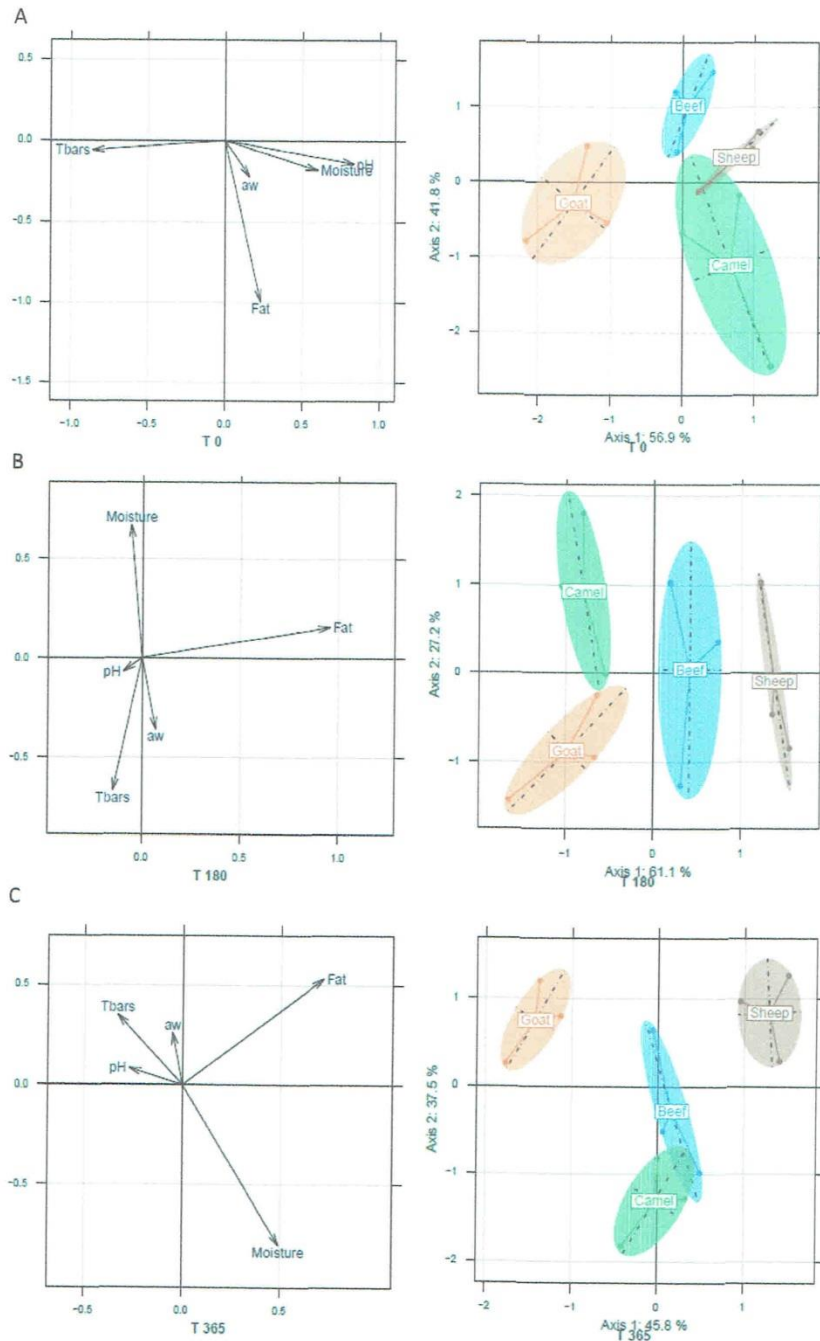 A
0.5
0.0
−0.5
−1.0
−1.5
Tbars
pH
Moisture
aw
Fat
−1.0 −0.5 0.0 0.5 1.0
T 0
Axis 2: 41.8 %
1
0
−1
−2
Beef
Sheep
Goat
Camel
−2 −1 0 1
Axis 1: 56.9 %
T 0
B
0.5
0.0
−0.5
Moisture
Fat
pH
aw
Tbars
0.0 0.5 1.0
T 180
Axis 2: 27.2 %
2
1
0
−1
Camel
Beef
Sheep
Goat
−1 0 1
Axis 1: 61.1 %
T 180
C
0.5
0.0
−0.5
Fat
Tbars
aw
pH
Moisture
−0.5 0.0 0.5
T 365
Axis 2: 37.5 %
1
0
−1
−2
Goat
Sheep
Beef
Camel
−2 −1 0 1
Axis 1: 45.8 %
T 365